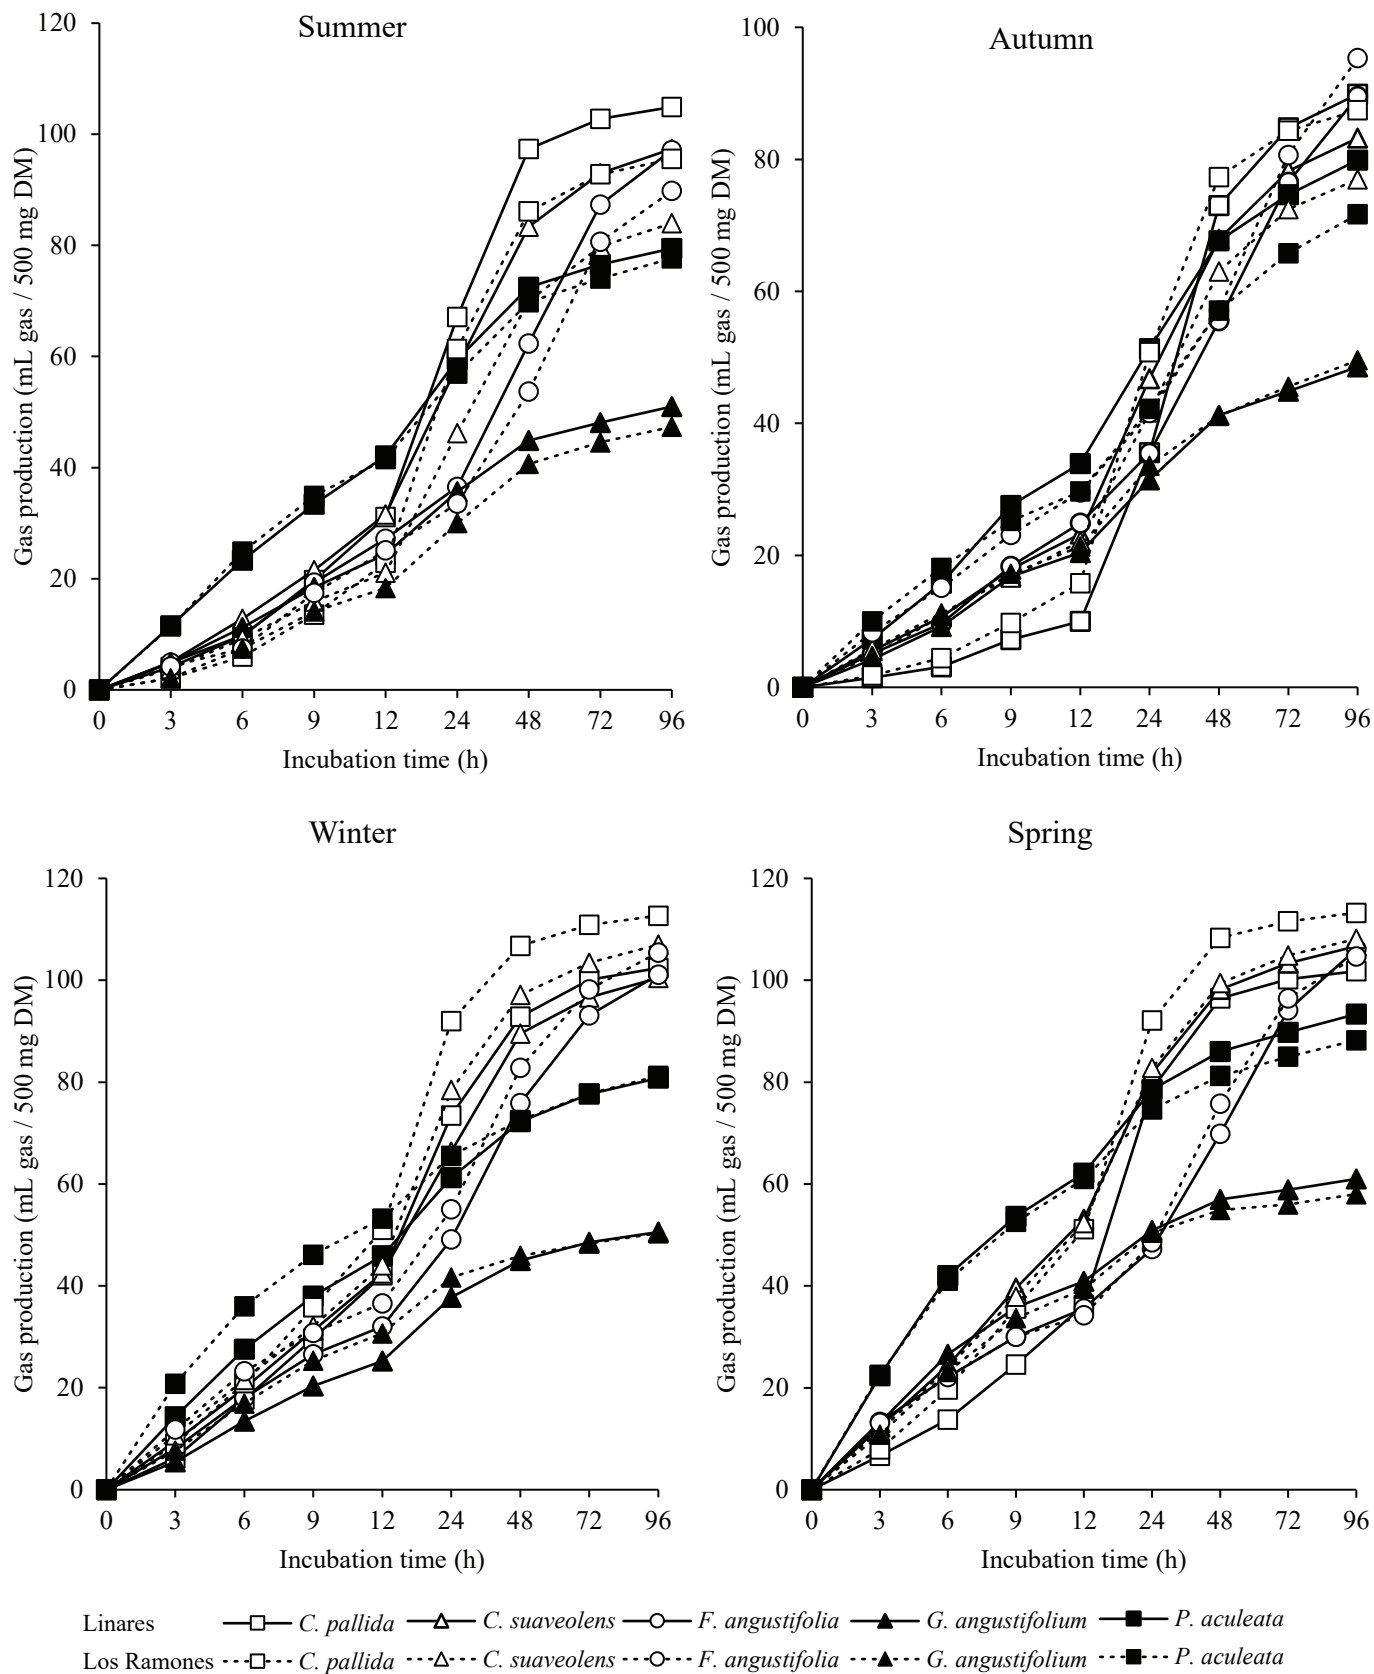 Summer
120
100
80
60
40
20
0
Gas production (mL gas / 500 mg DM)
0 3 6 9 12 24 48 72 96
Incubation time (h)
Autumn
100
80
60
40
20
0
Gas production (mL gas / 500 mg DM)
0 3 6 9 12 24 48 72 96
Incubation time (h)
Winter
120
100
80
60
40
20
0
Gas production (mL gas / 500 mg DM)
0 3 6 9 12 24 48 72 96
Incubation time (h)
Spring
120
100
80
60
40
20
0
Gas production (mL gas / 500 mg DM)
0 3 6 9 12 24 48 72 96
Incubation time (h)
Linares C. pallida C. suaveolens F. angustifolia G. angustifolium P. aculeata
Los Ramones C. pallida C. suaveolens F. angustifolia G. angustifolium P. aculeata